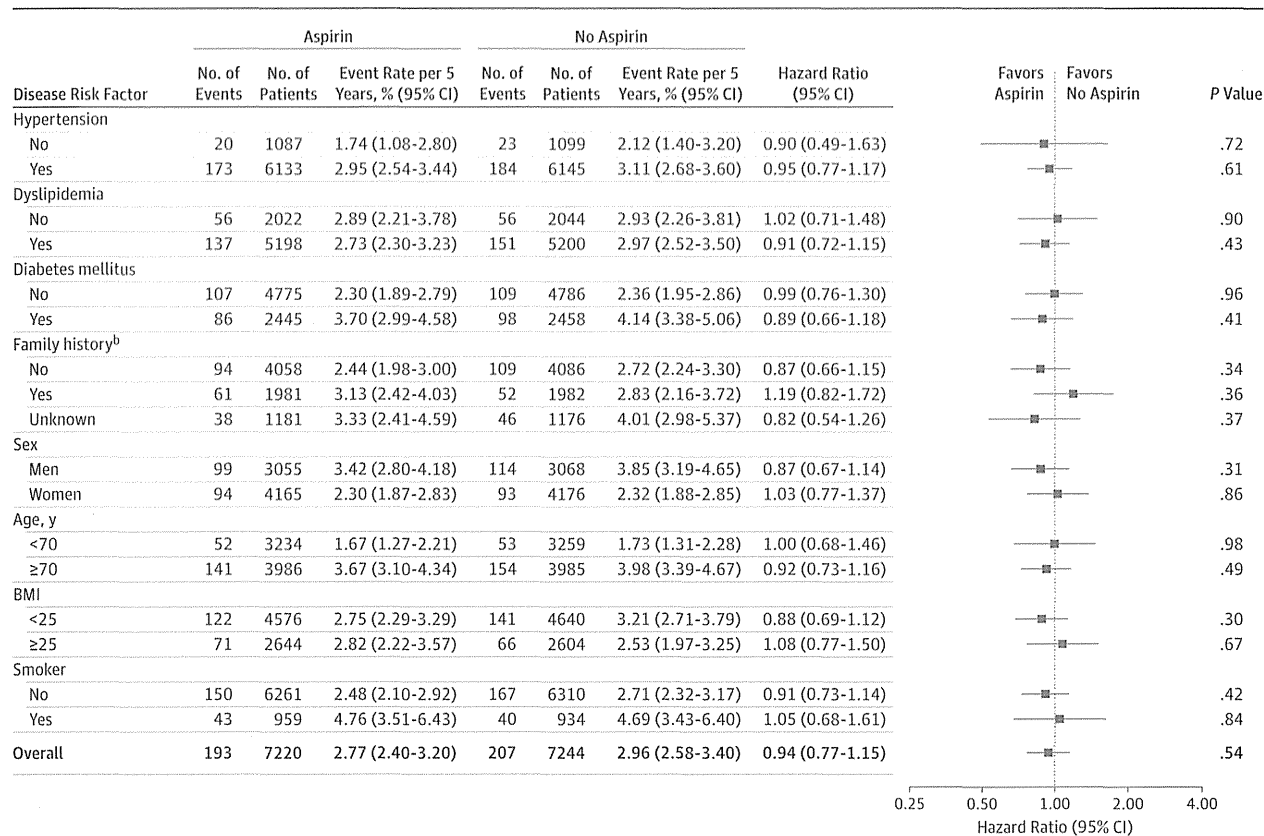 Aspirin No Aspirin
Disease Risk Factor No. of Events No. of Patients Event Rate per 5 Years, % (95% CI) No. of Events No. of Patients Event Rate per 5 Years, % (95% CI) Hazard Ratio (95% CI) Favors Aspirin Favors No Aspirin P Value
Hypertension
No 20 1087 1.74 (1.08-2.80) 23 1099 2.12 (1.40-3.20) 0.90 (0.49-1.63) .72
Yes 173 6133 2.95 (2.54-3.44) 184 6145 3.11 (2.68-3.60) 0.95 (0.77-1.17) .61
Dyslipidemia
No 56 2022 2.89 (2.21-3.78) 56 2044 2.93 (2.26-3.81) 1.02 (0.71-1.48) .90
Yes 137 5198 2.73 (2.30-3.23) 151 5200 2.97 (2.52-3.50) 0.91 (0.72-1.15) .43
Diabetes mellitus
No 107 4775 2.30 (1.89-2.79) 109 4786 2.36 (1.95-2.86) 0.99 (0.76-1.30) .96
Yes 86 2445 3.70 (2.99-4.58) 98 2458 4.14 (3.38-5.06) 0.89 (0.66-1.18) .41
Family historyb
No 94 4058 2.44 (1.98-3.00) 109 4086 2.72 (2.24-3.30) 0.87 (0.66-1.15) .34
Yes 61 1981 3.13 (2.42-4.03) 52 1982 2.83 (2.16-3.72) 1.19 (0.82-1.72) .36
Unknown 38 1181 3.33 (2.41-4.59) 46 1176 4.01 (2.98-5.37) 0.82 (0.54-1.26) .37
Sex
Men 99 3055 3.42 (2.80-4.18) 114 3068 3.85 (3.19-4.65) 0.87 (0.67-1.14) .31
Women 94 4165 2.30 (1.87-2.83) 93 4176 2.32 (1.88-2.85) 1.03 (0.77-1.37) .86
Age, y
<70 52 3234 1.67 (1.27-2.21) 53 3259 1.73 (1.31-2.28) 1.00 (0.68-1.46) .98
≥70 141 3986 3.67 (3.10-4.34) 154 3985 3.98 (3.39-4.67) 0.92 (0.73-1.16) .49
BMI
<25 122 4576 2.75 (2.29-3.29) 141 4640 3.21 (2.71-3.79) 0.88 (0.69-1.12) .30
≥25 71 2644 2.82 (2.22-3.57) 66 2604 2.53 (1.97-3.25) 1.08 (0.77-1.50) .67
Smoker
No 150 6261 2.48 (2.10-2.92) 167 6310 2.71 (2.32-3.17) 0.91 (0.73-1.14) .42
Yes 43 959 4.76 (3.51-6.43) 40 934 4.69 (3.43-6.40) 1.05 (0.68-1.61) .84
Overall 193 7220 2.77 (2.40-3.20) 207 7244 2.96 (2.58-3.40) 0.94 (0.77-1.15) .54
0.25 0.50 1.00 2.00 4.00
Hazard Ratio (95% CI)